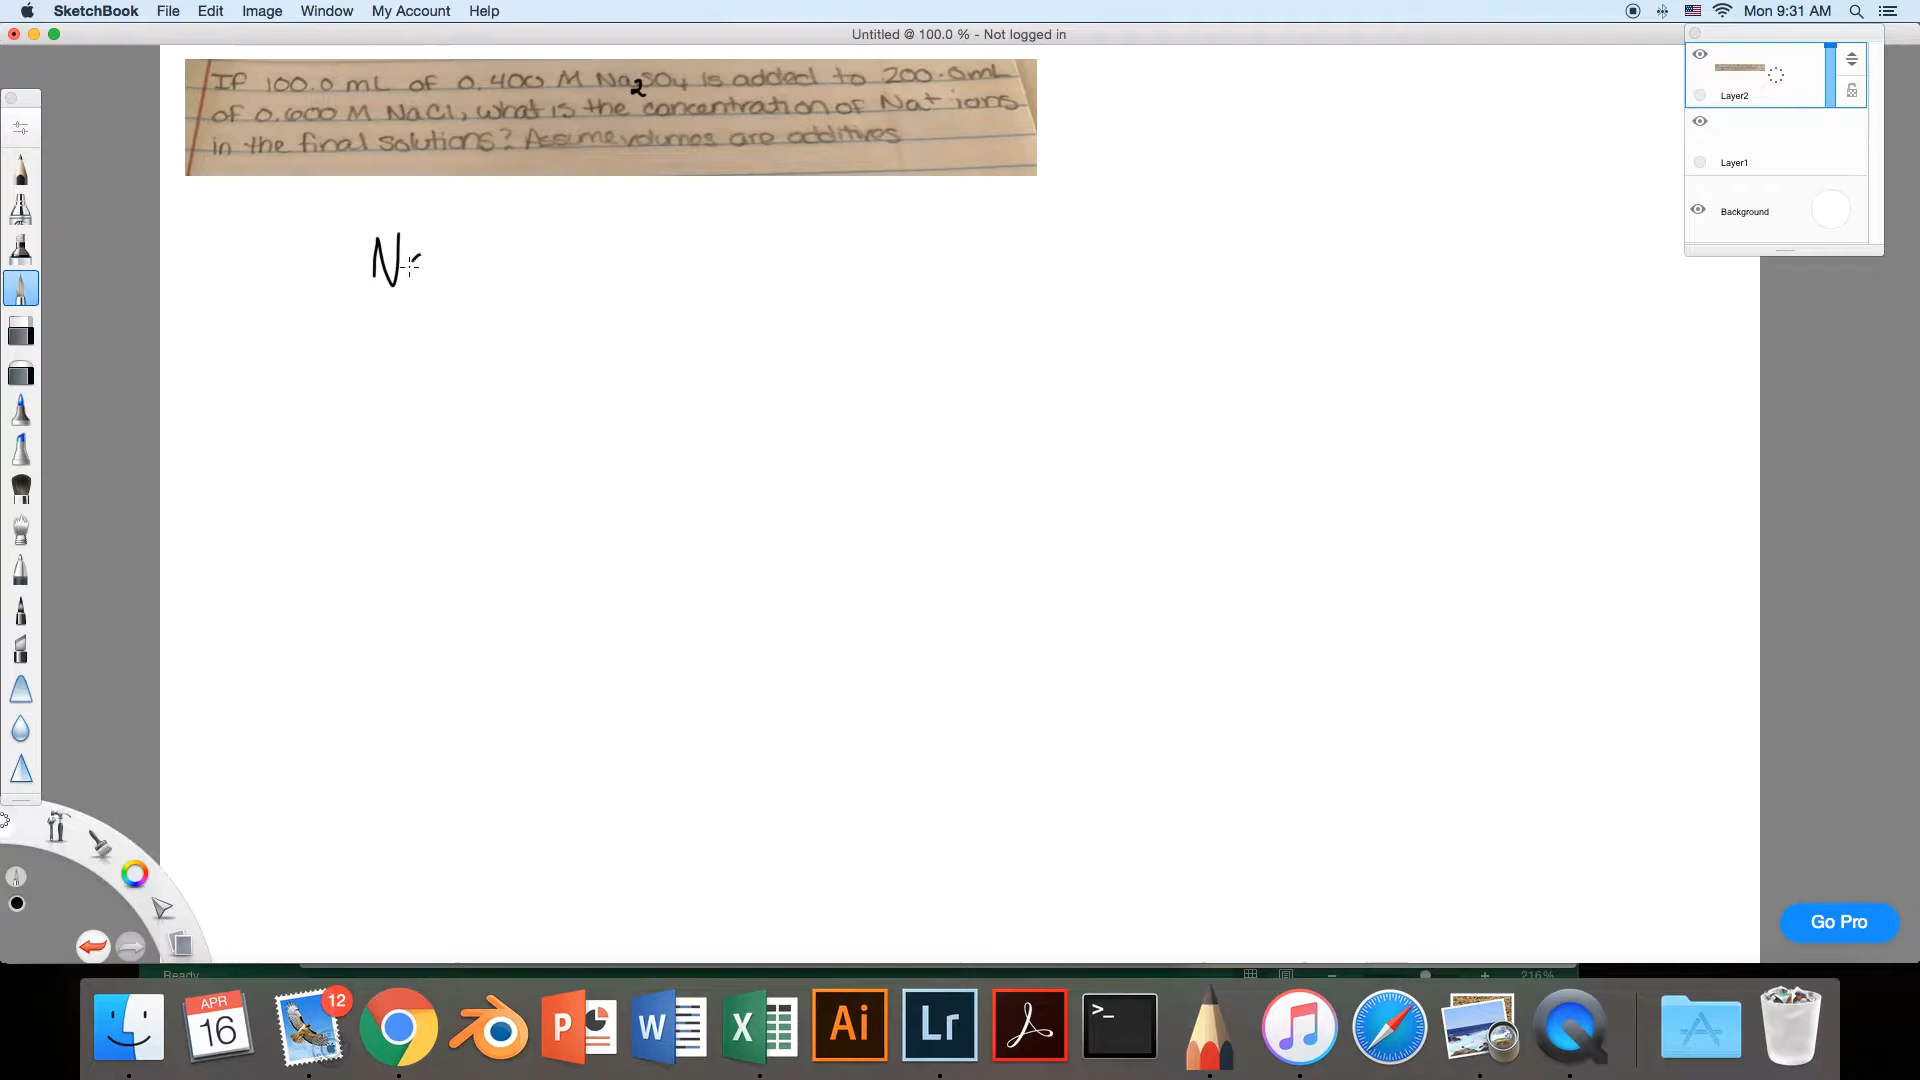 SketchBook File Edit Image Window My Account Help
Mon 9:31 AM
Untitled @ 100.0 % - Not logged in
If 100.0 mL of 0.400 M Na2SO4 is added to 200.0mL
of 0.600 M NaCl, what is the concentration of Na+ ions
in the final solutions? Assume volumes are additives
Layer2
Layer1
Background
N
Go Pro
Ready
216%
APR
16
12
P
W
X
Ai
Lr
>_